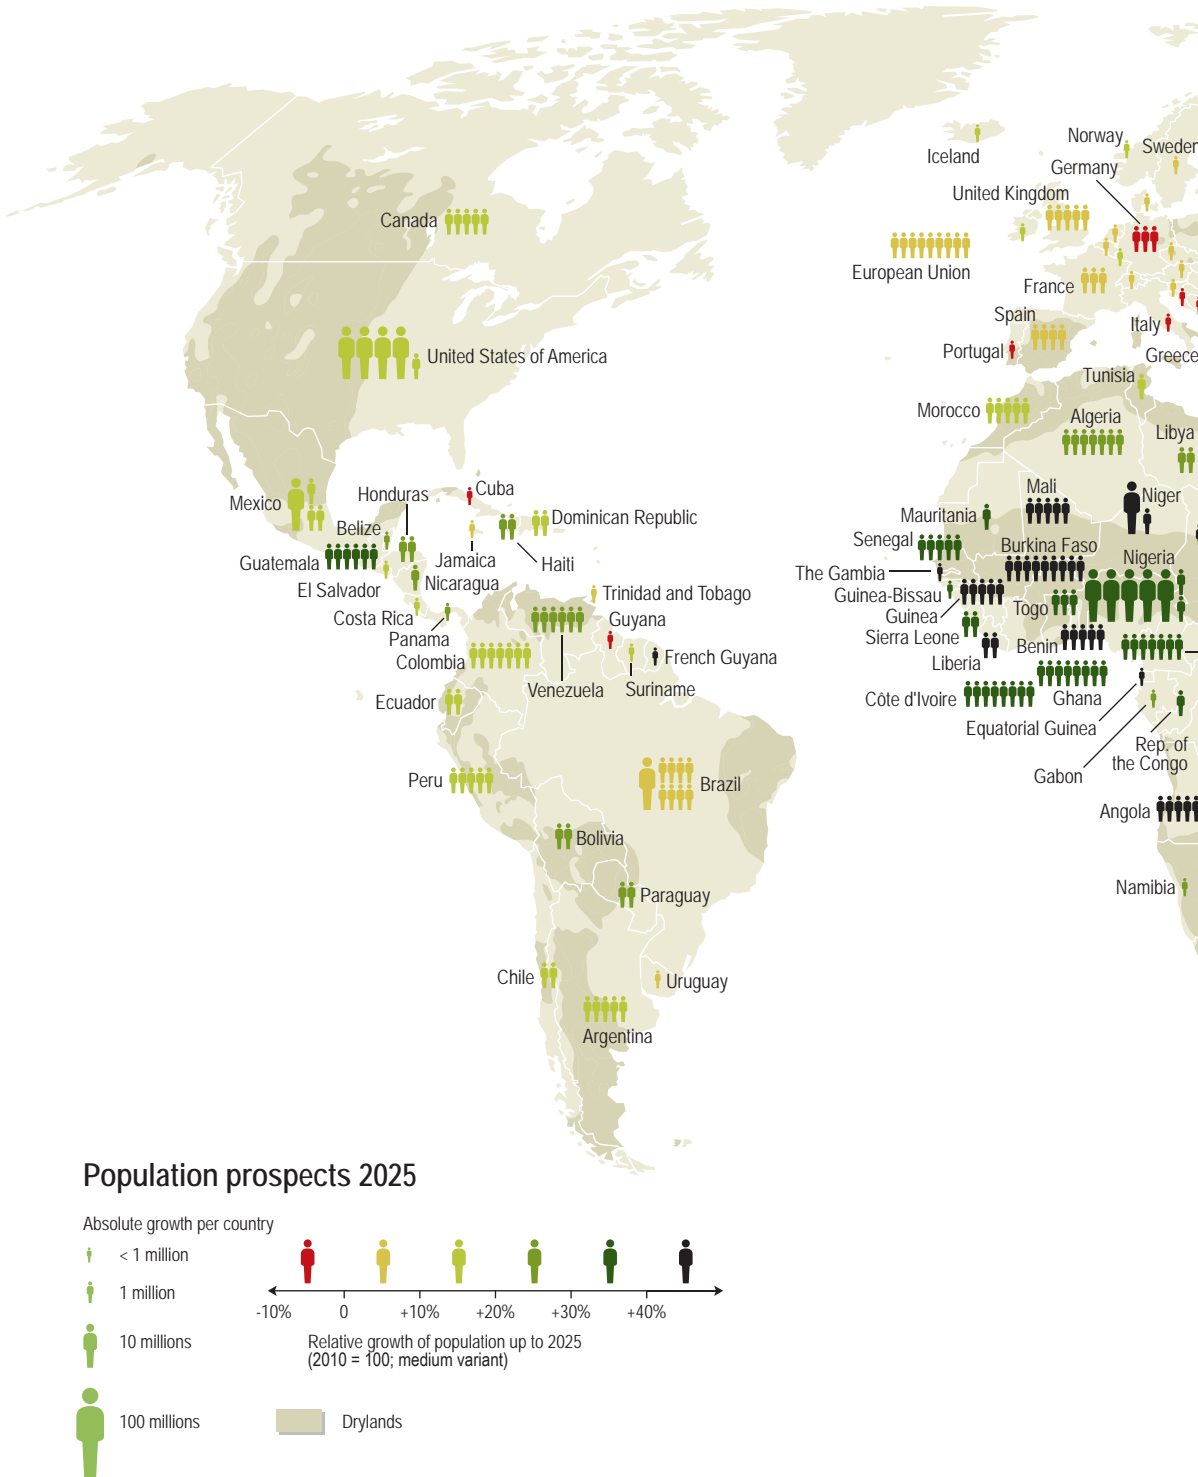 Iceland
Norway
Sweden
Germany
United Kingdom
Canada
European Union
France
Spain
Italy
Portugal
Greece
United States of America
Tunisia
Morocco
Algeria
Libya
Mexico
Honduras
Cuba
Mali
Niger
Belize
Dominican Republic
Mauritania
Senegal
Burkina Faso
Nigeria
Guatemala
Jamaica
Haiti
El Salvador
Nicaragua
The Gambia
Guinea-Bissau
Trinidad and Tobago
Costa Rica
Guyana
Guinea
Togo
Panama
Sierra Leone
Benin
Colombia
French Guyana
Liberia
Venezuela
Suriname
Ecuador
Côte d'Ivoire
Ghana
Equatorial Guinea
Rep. of
the Congo
Gabon
Peru
Brazil
Angola
Bolivia
Namibia
Paraguay
Chile
Uruguay
Argentina
Population prospects 2025
Absolute growth per country
< 1 million
1 million
10 millions
100 millions
-10% 0 +10% +20% +30% +40%
Relative growth of population up to 2025
(2010 = 100; medium variant)
Drylands